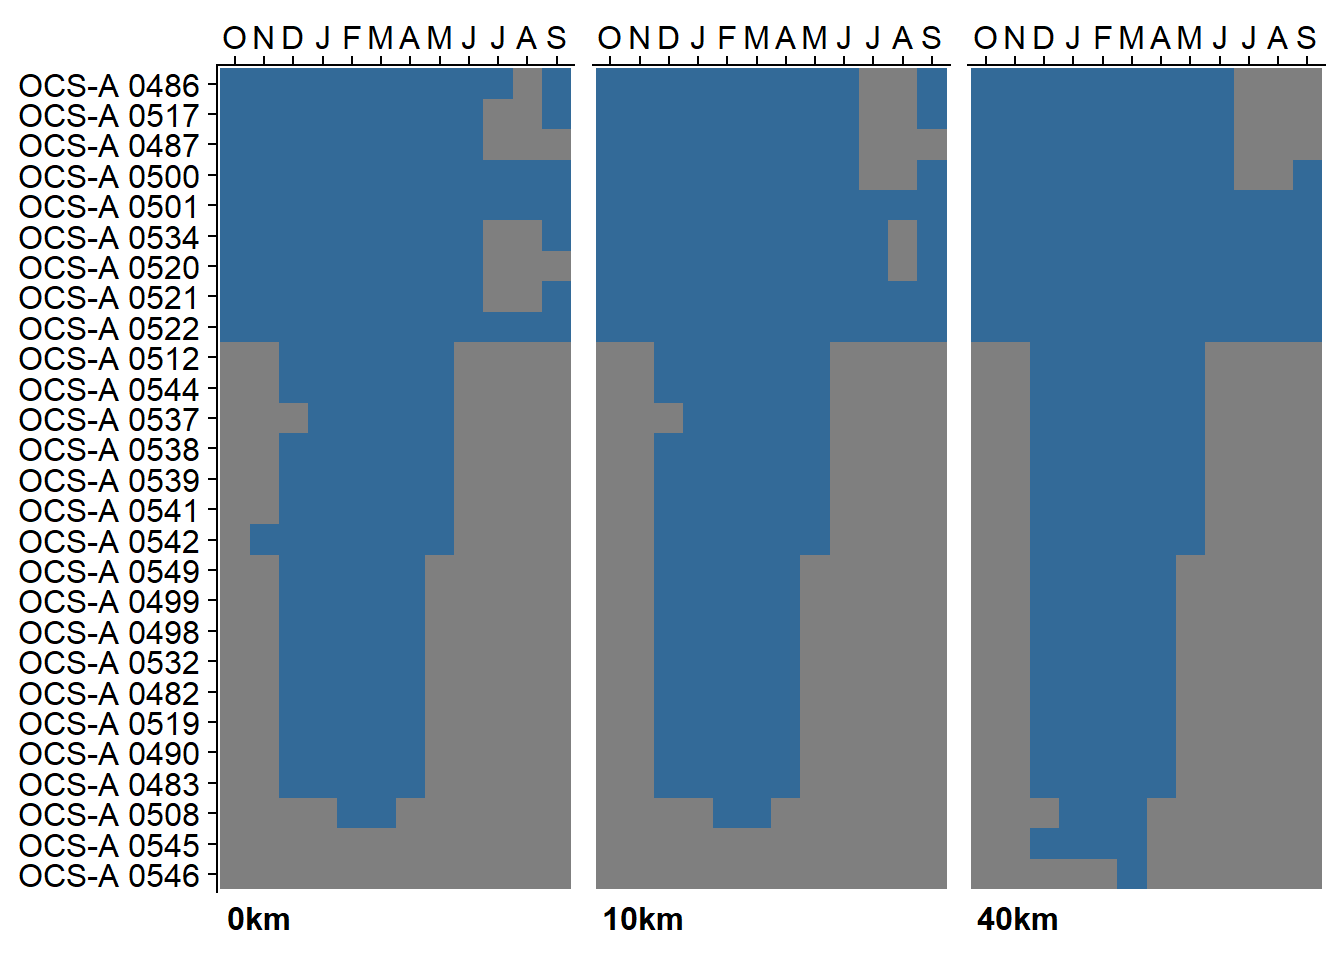 O N D J F M A M J J A S O N D J F M A M J J A S O N D J F M A M J J A S
OCS-A 0486
OCS-A 0517
OCS-A 0487
OCS-A 0500
OCS-A 0501
OCS-A 0534
OCS-A 0520
OCS-A 0521
OCS-A 0522
OCS-A 0512
OCS-A 0544
OCS-A 0537
OCS-A 0538
OCS-A 0539
OCS-A 0541
OCS-A 0542
OCS-A 0549
OCS-A 0499
OCS-A 0498
OCS-A 0532
OCS-A 0482
OCS-A 0519
OCS-A 0490
OCS-A 0483
OCS-A 0508
OCS-A 0545
OCS-A 0546
0km 10km 40km